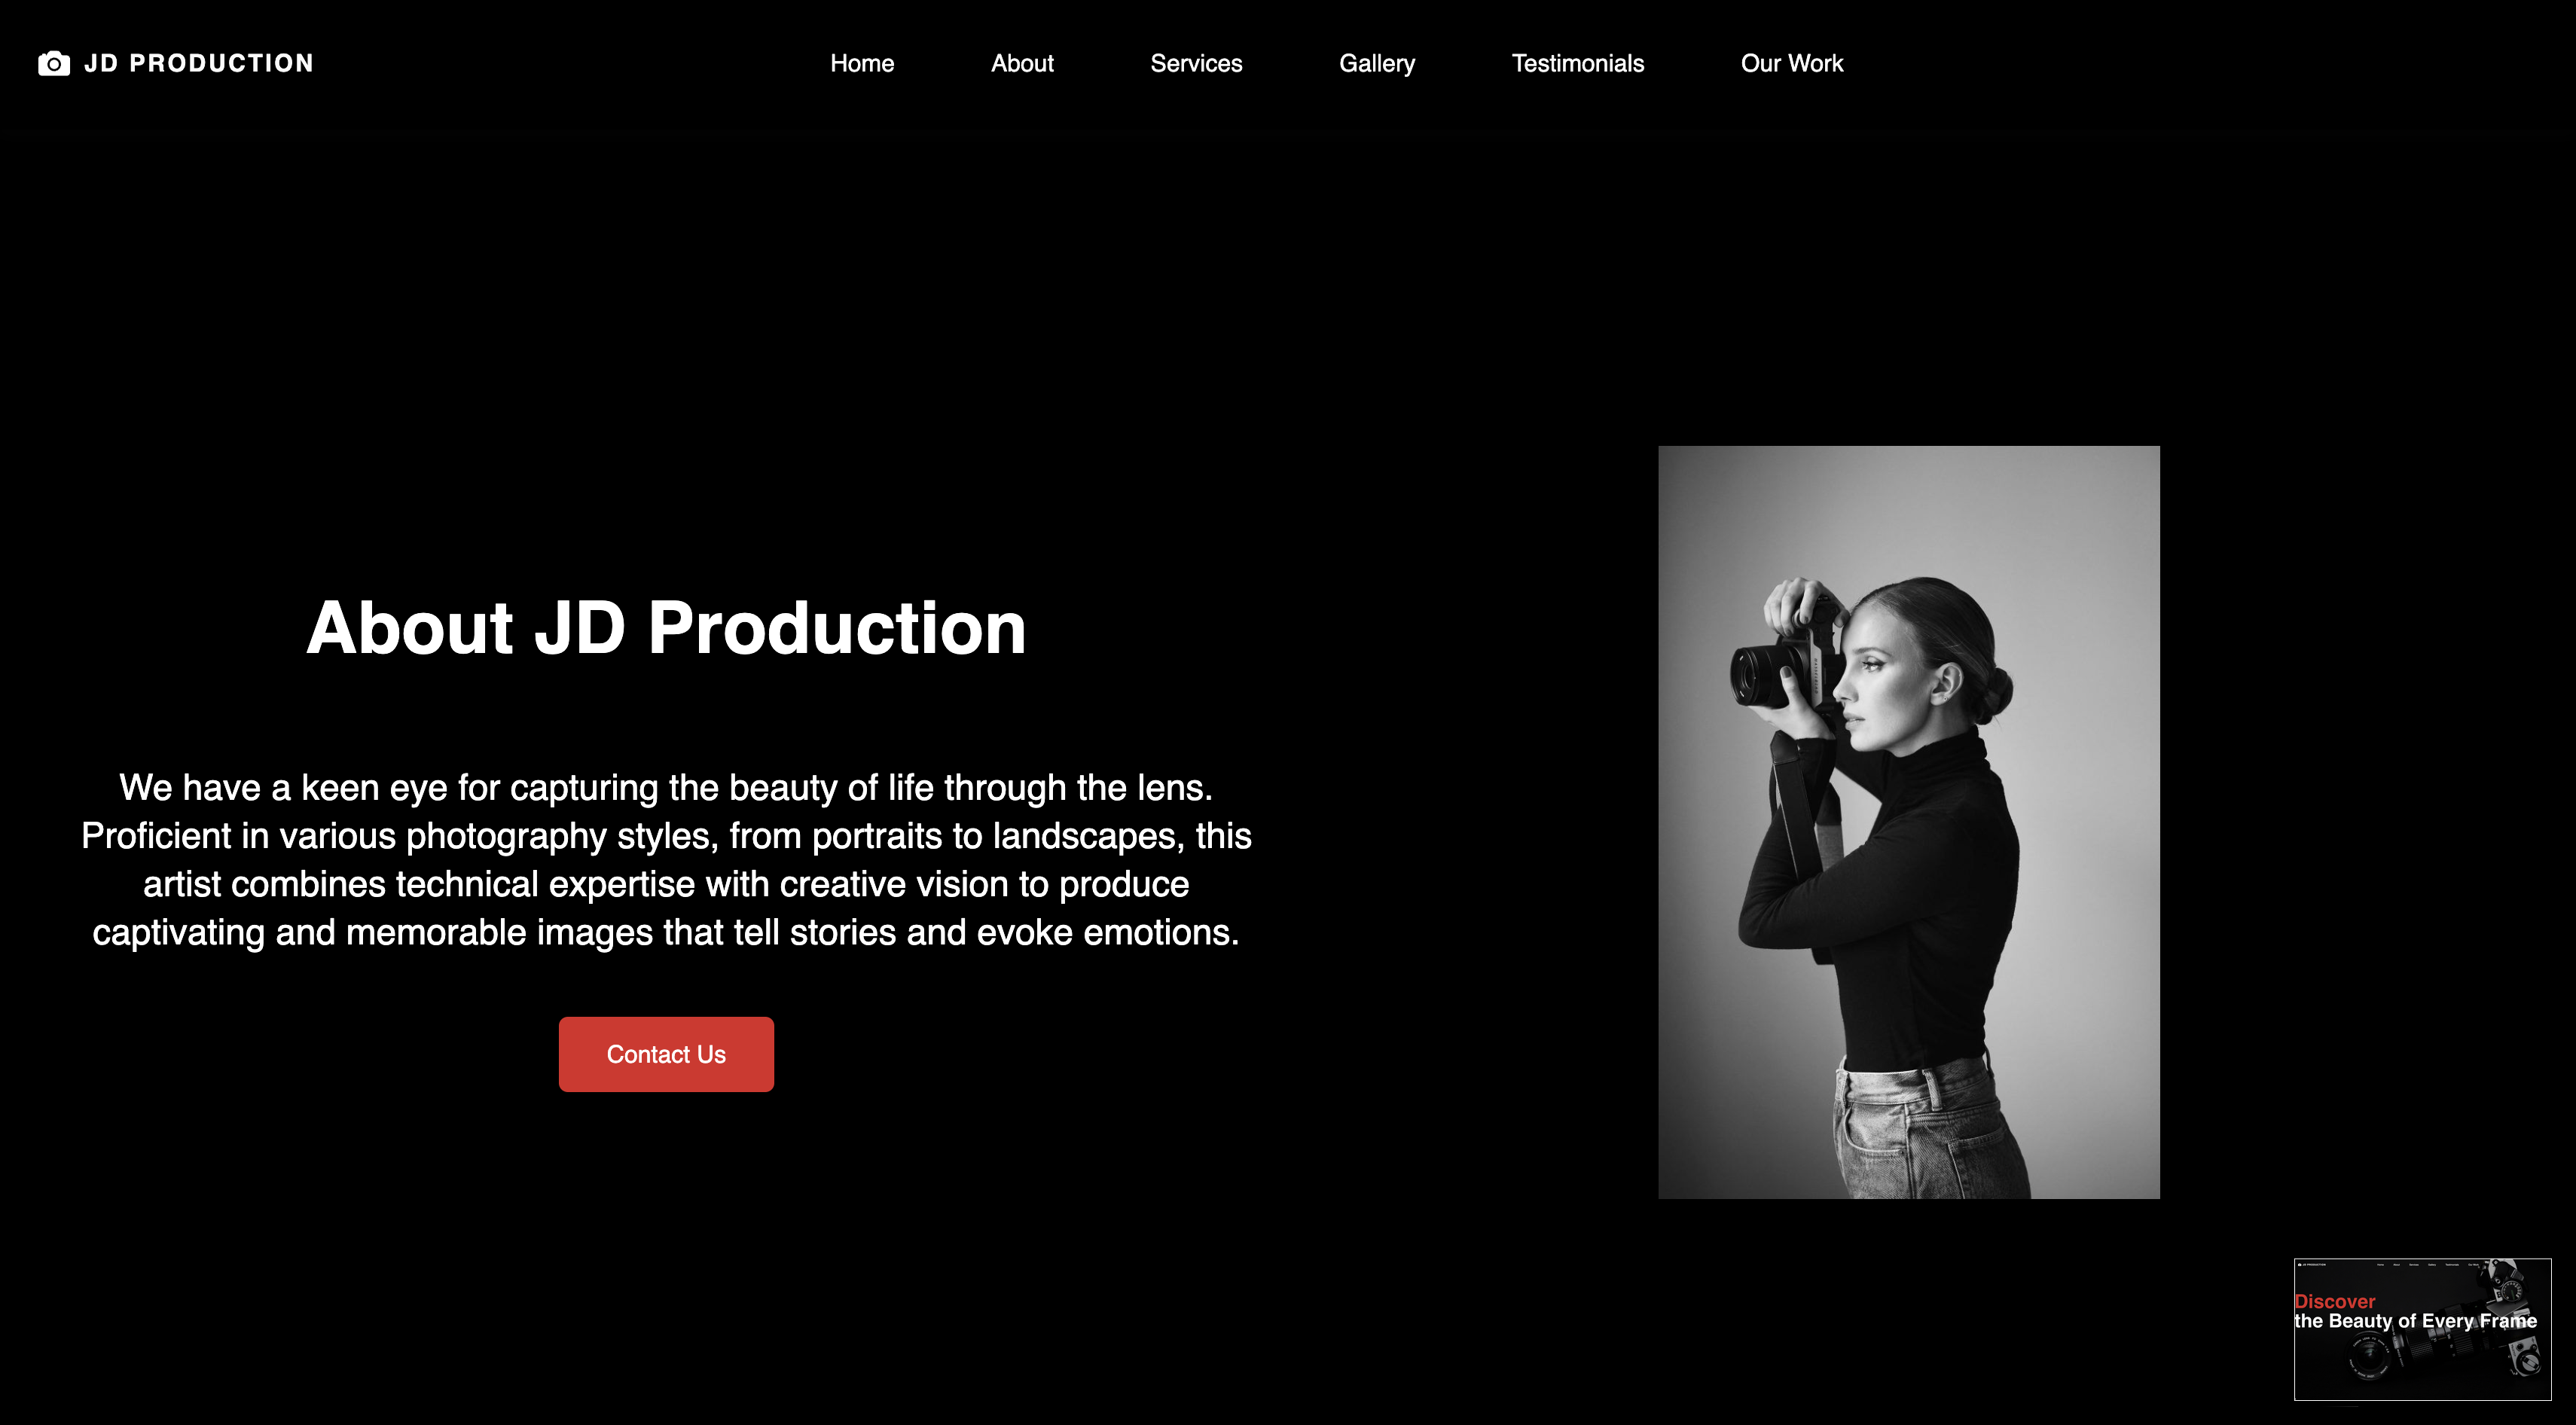 JD PRODUCTION
Home About Services Gallery Testimonials Our Work
About JD Production
We have a keen eye for capturing the beauty of life through the lens.
Proficient in various photography styles, from portraits to landscapes, this
artist combines technical expertise with creative vision to produce
captivating and memorable images that tell stories and evoke emotions.
Contact Us
Discover
the Beauty of Every Frame